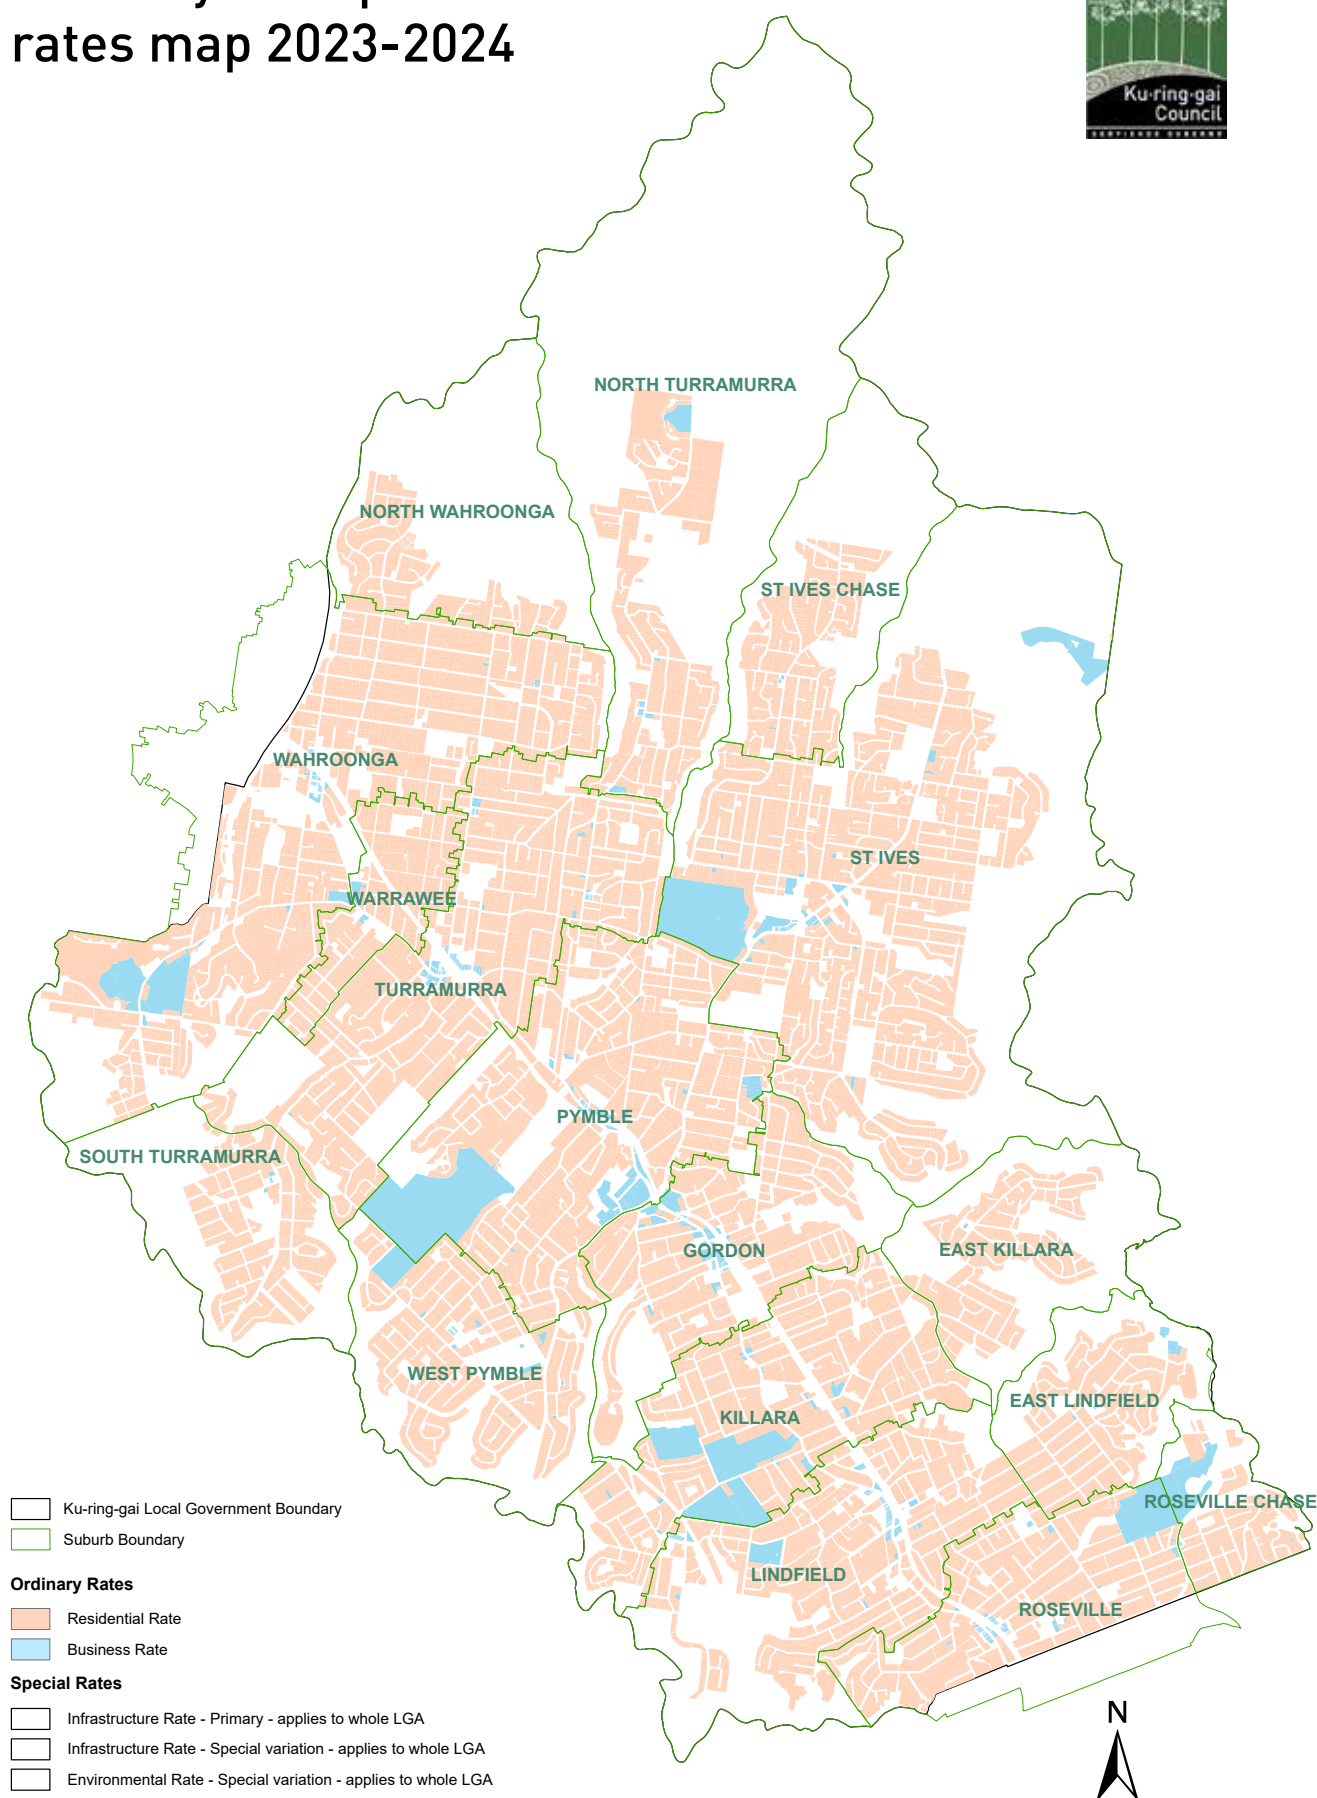 rates map 2023-2024
Ku·ring·gai
Council
SERVIENDO GUBERNO
NORTH TURRAMURRA
NORTH WAHROONGA
ST IVES CHASE
WAHROONGA
ST IVES
WARRAWEE
TURRAMURRA
PYMBLE
SOUTH TURRAMURRA
GORDON
EAST KILLARA
WEST PYMBLE
EAST LINDFIELD
KILLARA
ROSEVILLE CHASE
LINDFIELD
ROSEVILLE
Ku-ring-gai Local Government Boundary
Suburb Boundary
Ordinary Rates
Residential Rate
Business Rate
Special Rates
Infrastructure Rate - Primary - applies to whole LGA
Infrastructure Rate - Special variation - applies to whole LGA
Environmental Rate - Special variation - applies to whole LGA
N